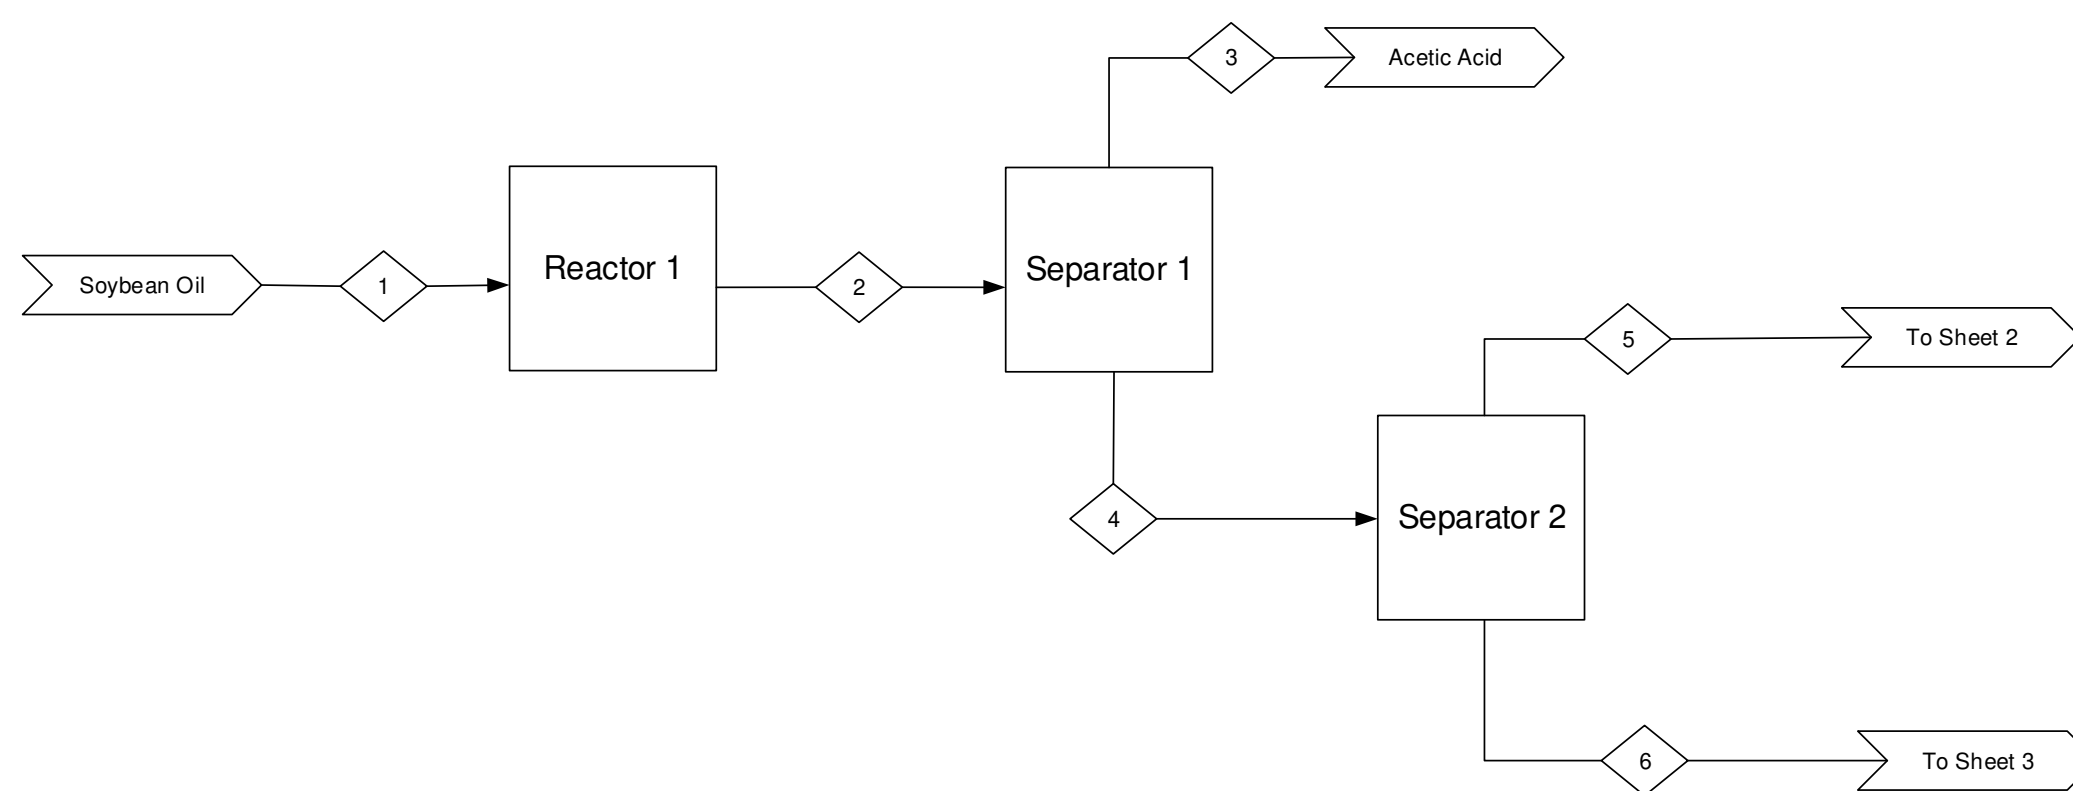 3
Acetic Acid
Soybean Oil
1
Reactor 1
2
Separator 1
5
To Sheet 2
4
Separator 2
6
To Sheet 3